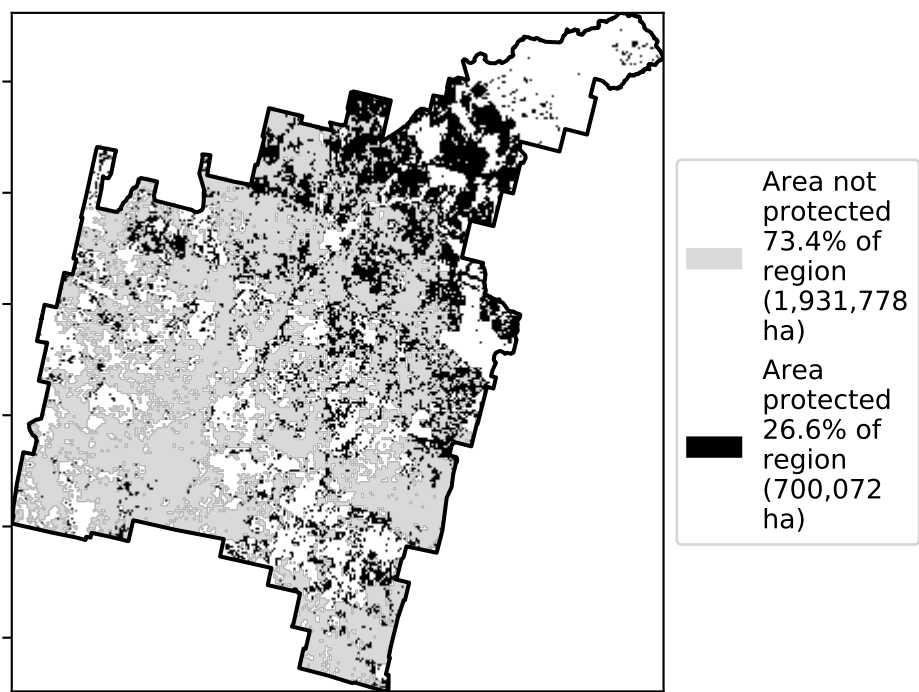 Area not
protected
73.4% of
region
(1,931,778
ha)
Area
protected
26.6% of
region
(700,072
ha)